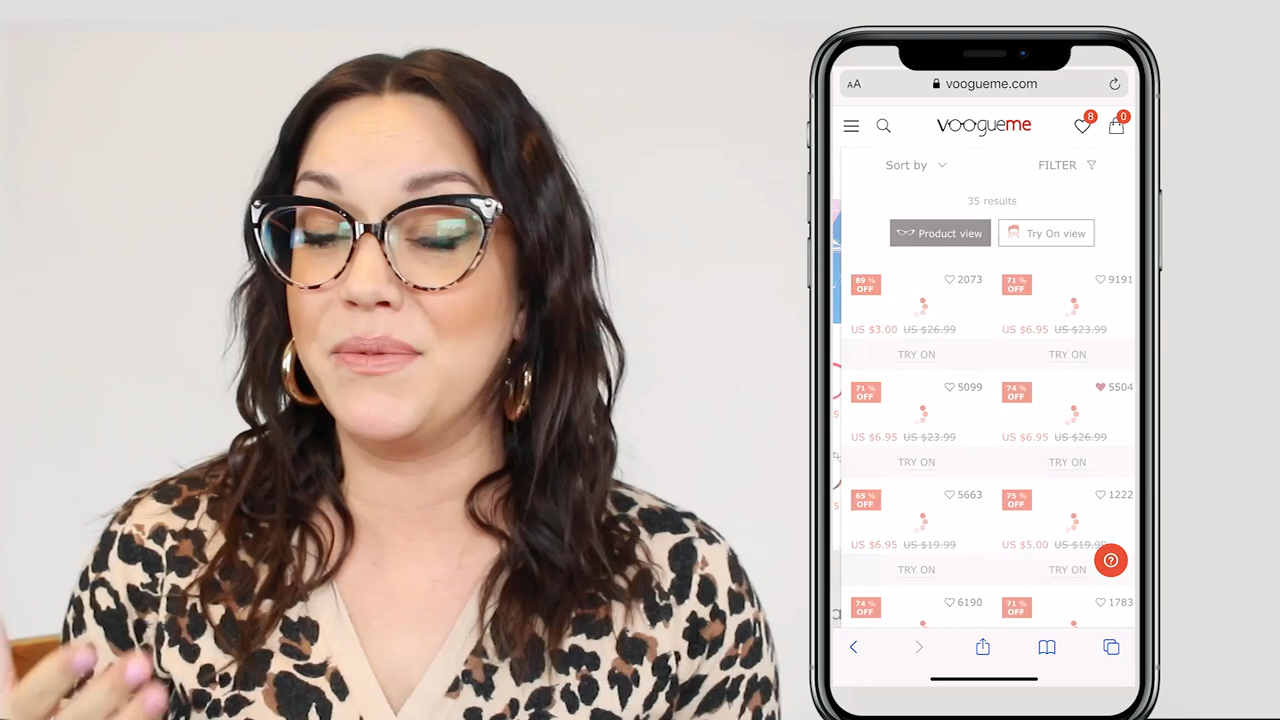 AA voogueme.com
8 0
voogueme
Sort by FILTER
35 results
Product view Try On view
89 % OFF 2073 71 % OFF 9191
US $3.00 US $26.99 US $6.95 US $23.99
TRY ON TRY ON
71 % OFF 5099 74 % OFF 5504
US $6.95 US $23.99 US $6.95 US $26.99
TRY ON TRY ON
65 % OFF 5663 75 % OFF 1222
US $6.95 US $19.99 US $5.00 US $19.99
TRY ON TRY ON
74 % OFF 6190 71 % OFF 1783